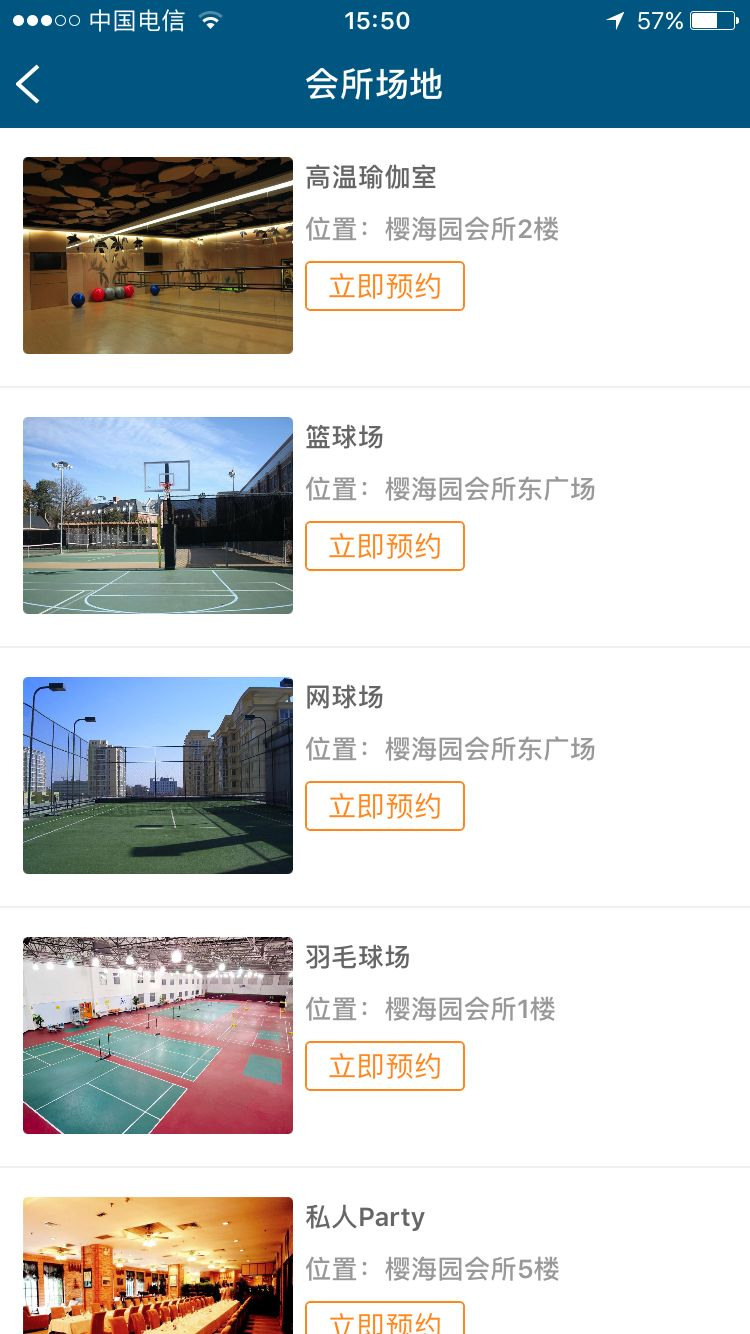 中国电信 15:50 57%
会所场地
高温瑜伽室
位置：樱海园会所2楼
立即预约
篮球场
位置：樱海园会所东广场
立即预约
网球场
位置：樱海园会所东广场
立即预约
羽毛球场
位置：樱海园会所1楼
立即预约
私人Party
位置：樱海园会所5楼
立即预约